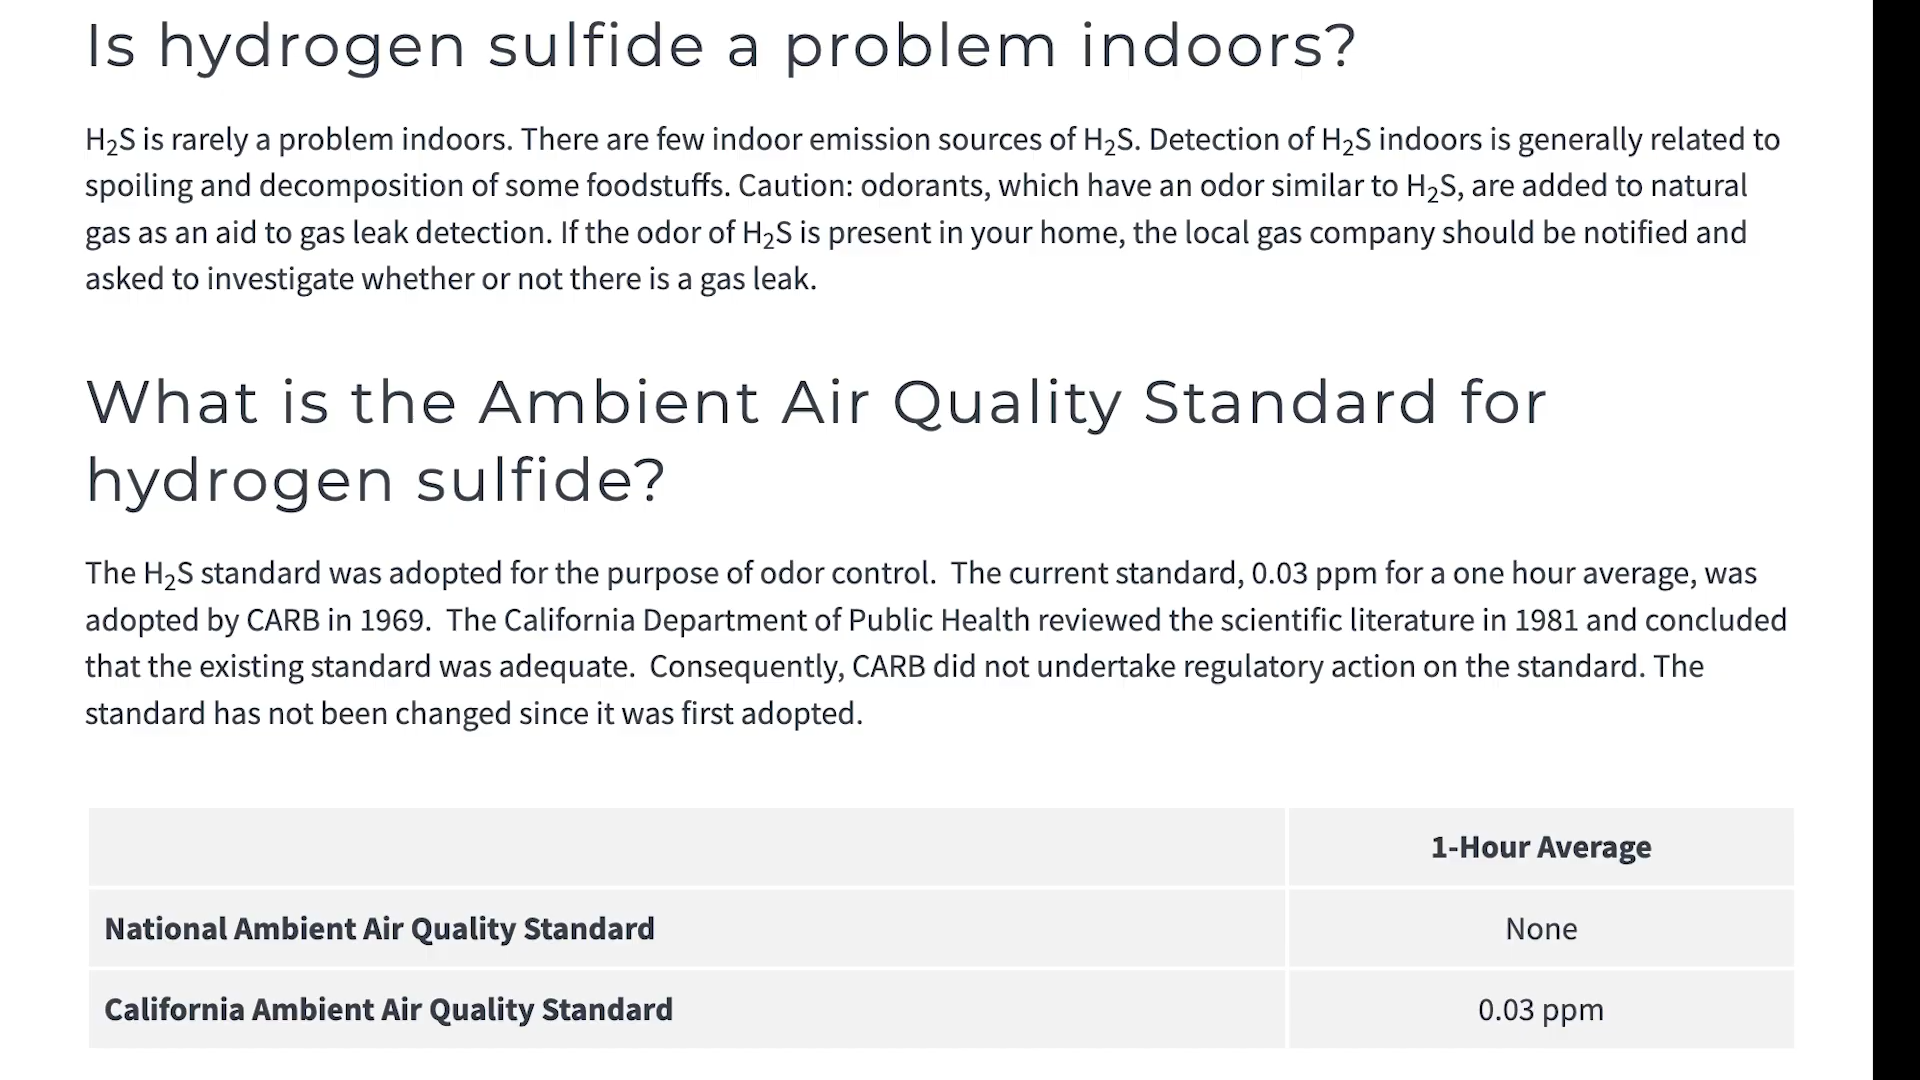 Is hydrogen sulfide a problem indoors?
H₂S is rarely a problem indoors. There are few indoor emission sources of H₂S. Detection of H₂S indoors is generally related to
spoiling and decomposition of some foodstuffs. Caution: odorants, which have an odor similar to H₂S, are added to natural
gas as an aid to gas leak detection. If the odor of H₂S is present in your home, the local gas company should be notified and
asked to investigate whether or not there is a gas leak.
What is the Ambient Air Quality Standard for
hydrogen sulfide?
The H₂S standard was adopted for the purpose of odor control.  The current standard, 0.03 ppm for a one hour average, was
adopted by CARB in 1969.  The California Department of Public Health reviewed the scientific literature in 1981 and concluded
that the existing standard was adequate.  Consequently, CARB did not undertake regulatory action on the standard. The
standard has not been changed since it was first adopted.
1-Hour Average
National Ambient Air Quality Standard None
California Ambient Air Quality Standard 0.03 ppm